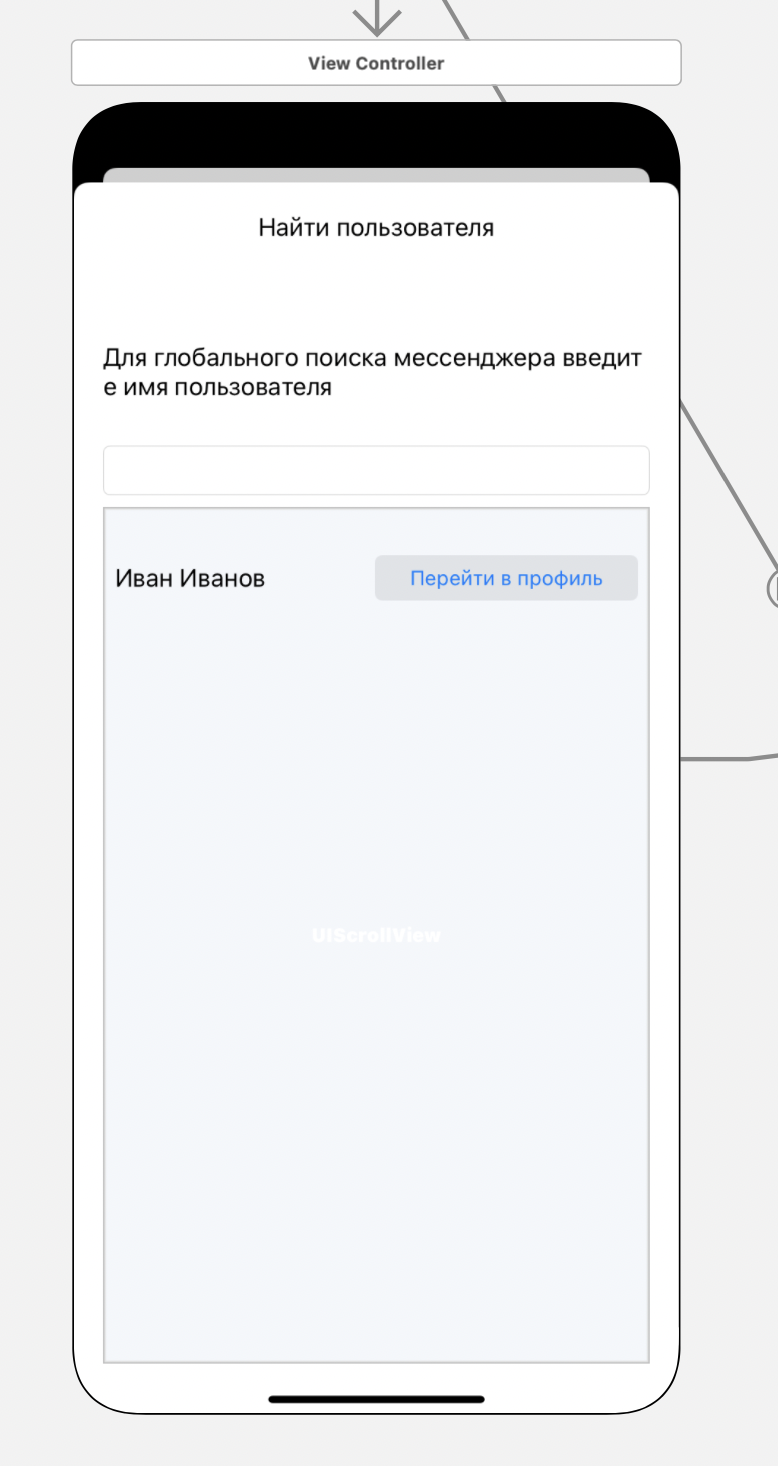 View Controller
Найти пользователя
Для глобального поиска мессенджера введит
е имя пользователя
Иван Иванов
Перейти в профиль
UIScrollView